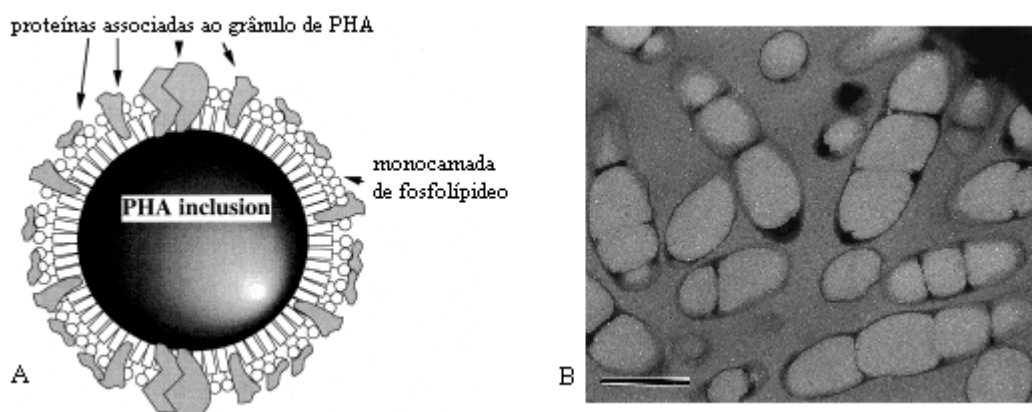 proteínas associadas ao grânulo de PHA
PHA inclusion
monocamada
de fosfolípideo
A
B